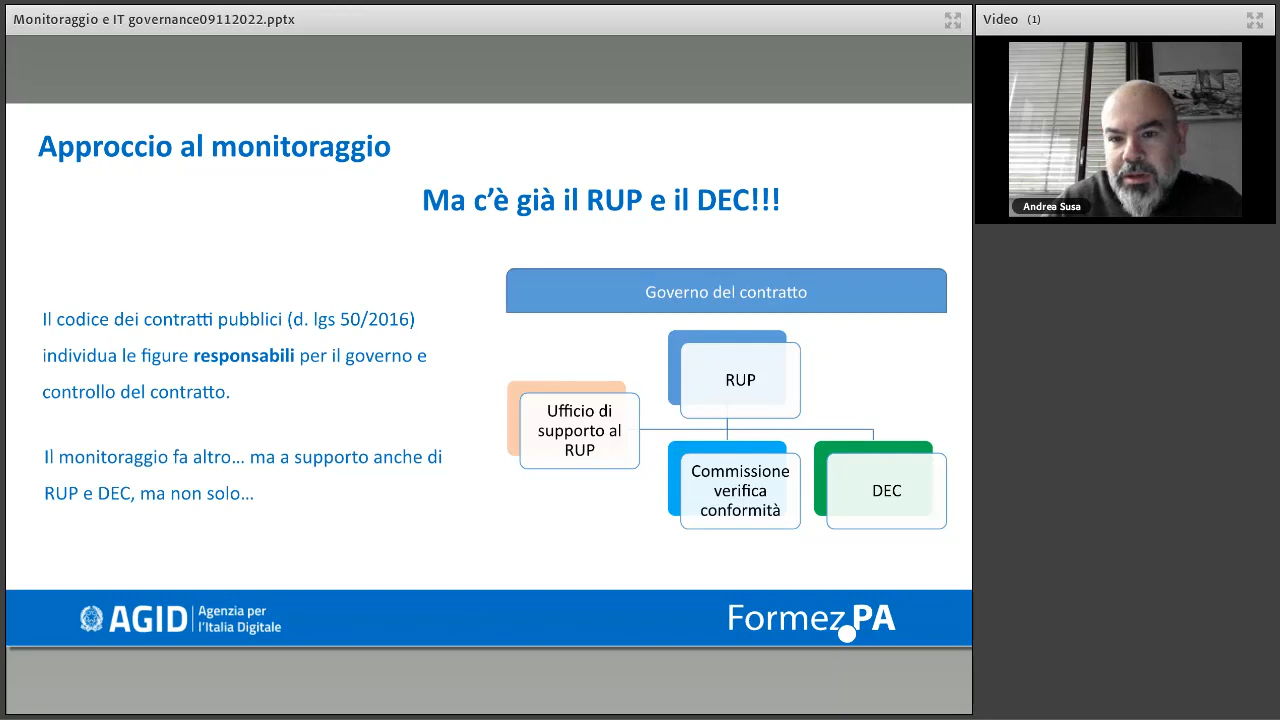 Monitoraggio e IT governance09112022.pptx
Video (1)
Andrea Susa
Approccio al monitoraggio
Ma c’è già il RUP e il DEC!!!
Il codice dei contratti pubblici (d. lgs 50/2016)
individua le figure responsabili per il governo e
controllo del contratto.
Il monitoraggio fa altro… ma a supporto anche di
RUP e DEC, ma non solo…
Governo del contratto
RUP
Ufficio di
supporto al
RUP
Commissione
verifica
conformità
DEC
AGID
Agenzia per
l’Italia Digitale
Formez PA